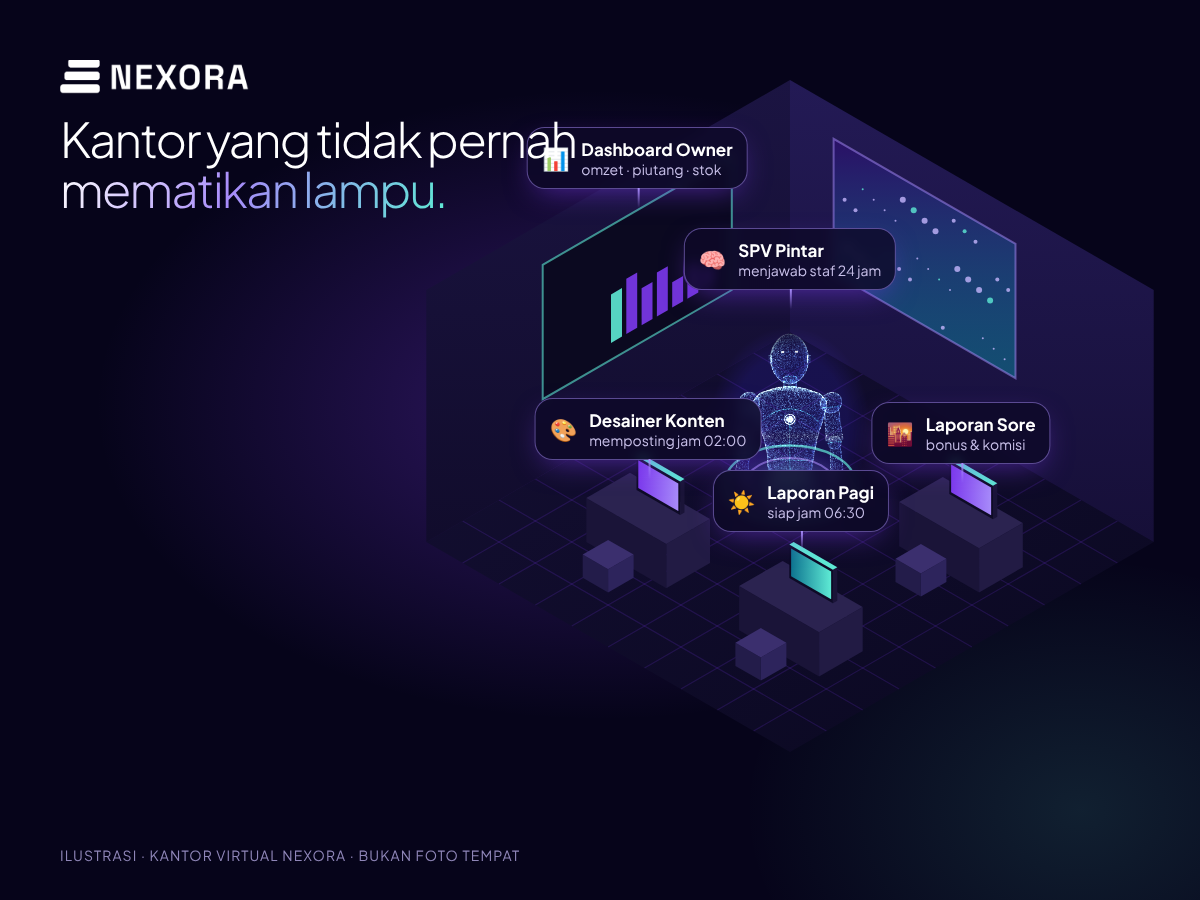 NEXORA
Kantor yang tidak pernah
mematikan lampu.
Dashboard Owner
omzet · piutang · stok
SPV Pintar
menjawab staf 24 jam
Desainer Konten
memposting jam 02:00
Laporan Sore
bonus & komisi
Laporan Pagi
siap jam 06:30
ILUSTRASI · KANTOR VIRTUAL NEXORA · BUKAN FOTO TEMPAT